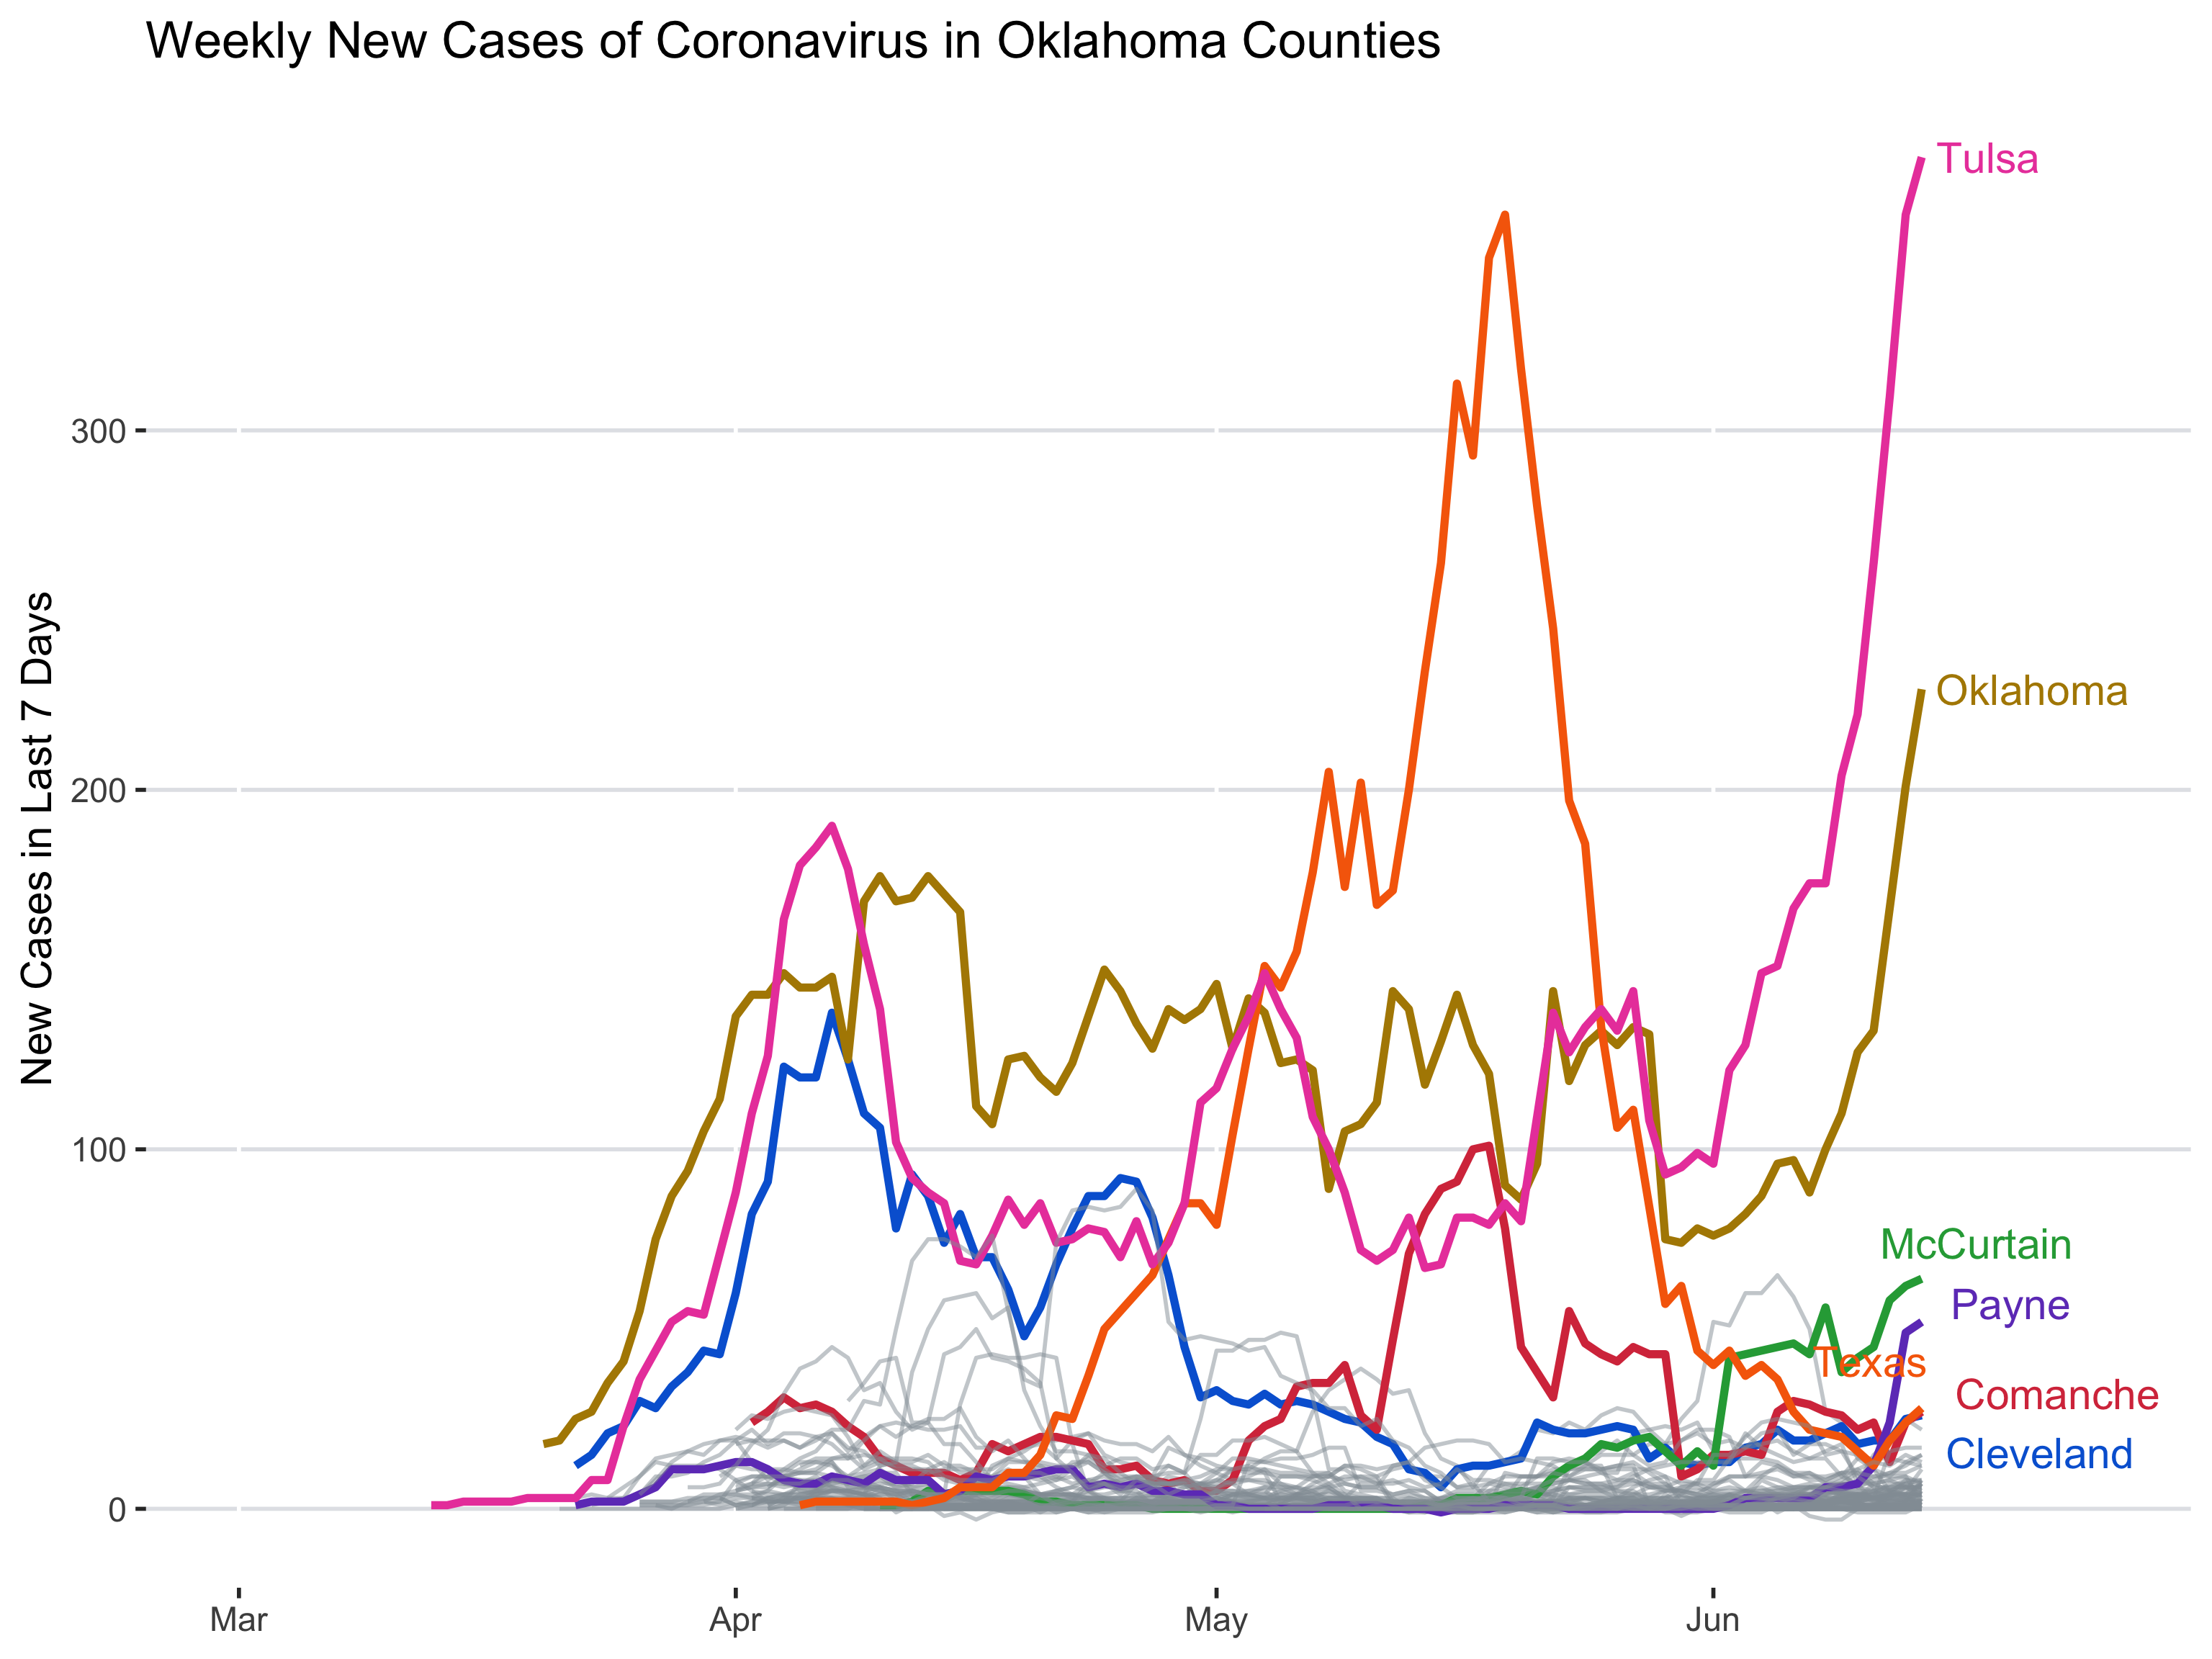 Weekly New Cases of Coronavirus in Oklahoma Counties
New Cases in Last 7 Days
300
200
100
0
Mar
Apr
May
Jun
Tulsa
Oklahoma
McCurtain
Payne
Texas
Comanche
Cleveland